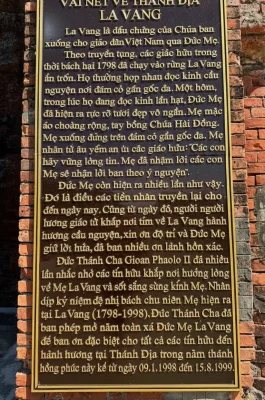 VÀI NÉT VỀ THÁNH ĐỊA
LA VANG
La Vang là dấu chứng của Chúa ban
xuống cho giáo dân Việt Nam qua Đức Mẹ.
Theo truyền tụng, các giáo hữu trong
thời bách hại 1798 đã chạy vào rừng La Vang
ẩn trốn. Họ thường họp nhau đọc kinh cầu
nguyện nơi đám cỏ gần gốc đa. Một hôm,
trong lúc họ đang đọc kinh lần hạt, Đức Mẹ
đã hiện ra rực rỡ tươi đẹp vô ngần. Mẹ mặc
áo choàng rộng, tay bồng Chúa Hài Đồng.
Mẹ xuống đứng trên đám cỏ gần gốc đa. Mẹ
nhân từ âu yếm an ủi các giáo hữu: "Các con
hãy vững lòng tin. Mẹ đã nhậm lời các con
Mẹ sẽ nhận lời ban theo ý nguyện".
Đức Mẹ còn hiện ra nhiều lần như vậy.
Đó là điều các tiền nhân truyền lại cho
đến ngày nay. Cũng từ ngày đó, người người
lương giáo từ khắp nơi tìm về La Vang hành
hương cầu nguyện, xin ơn độ trì và Đức Mẹ
giữ lời hứa, đã ban nhiều ơn lành hồn xác.
Đức Thánh Cha Gioan Phaolo II đã nhiều
lần nhắc nhở các tín hữu khắp nơi hướng lòng
về Mẹ La Vang và sốt sắng sùng kính Mẹ. Nhân
dịp kỷ niệm đệ nhị bách chu niên Mẹ hiện ra
tại La Vang (1798-1998), Đức Thánh Cha đã
ban phép mở năm toàn xá Đức Mẹ La Vang
để ban ơn đặc biệt cho tất cả các tín hữu đến
hành hương tại Thánh Địa trong năm thánh
hồng phúc này kể từ ngày 09.1.1998 đến 15.8.1999.